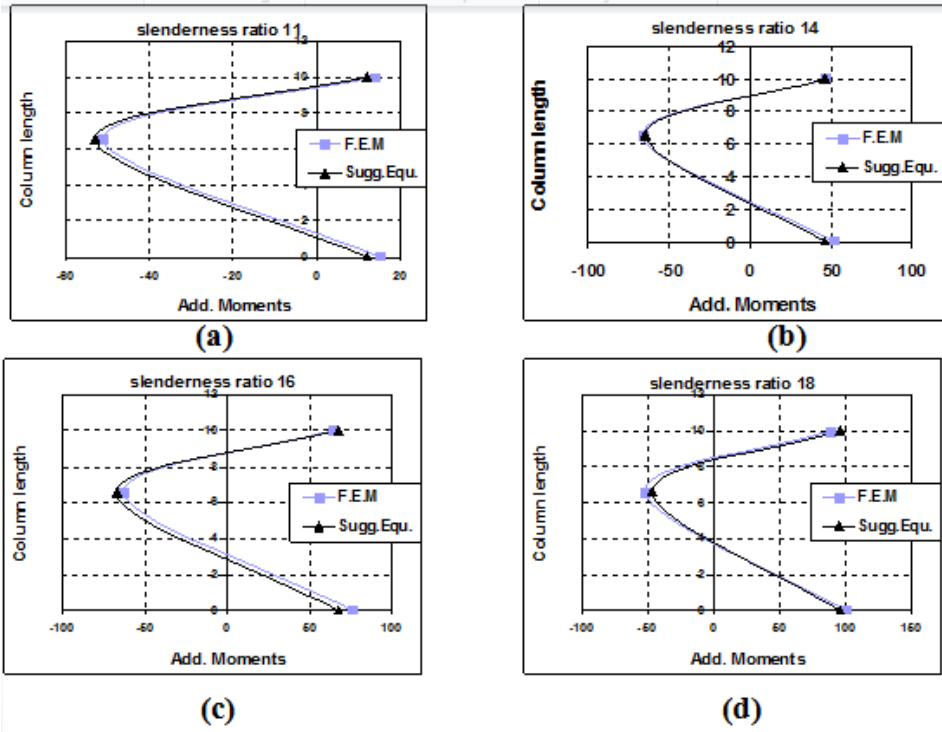 slenderness ratio 11
12
10
8
2
0
Column length
F.E.M
Sugg.Equ.
-60 -40 -20 0 20
Add. Moments
(a)
slenderness ratio 14
12
10
8
6
4
2
0
Column length
F.E.M
Sugg.Equ.
-100 -50 0 50 100
Add. Moments
(b)
slenderness ratio 16
12
10
8
6
4
2
0
Column length
F.E.M
Sugg.Equ.
-100 -50 0 50 100
Add. Moments
(c)
slenderness ratio 18
12
10
8
6
4
2
0
Column length
F.E.M
Sugg.Equ.
-100 -50 0 50 100 150
Add. Moments
(d)